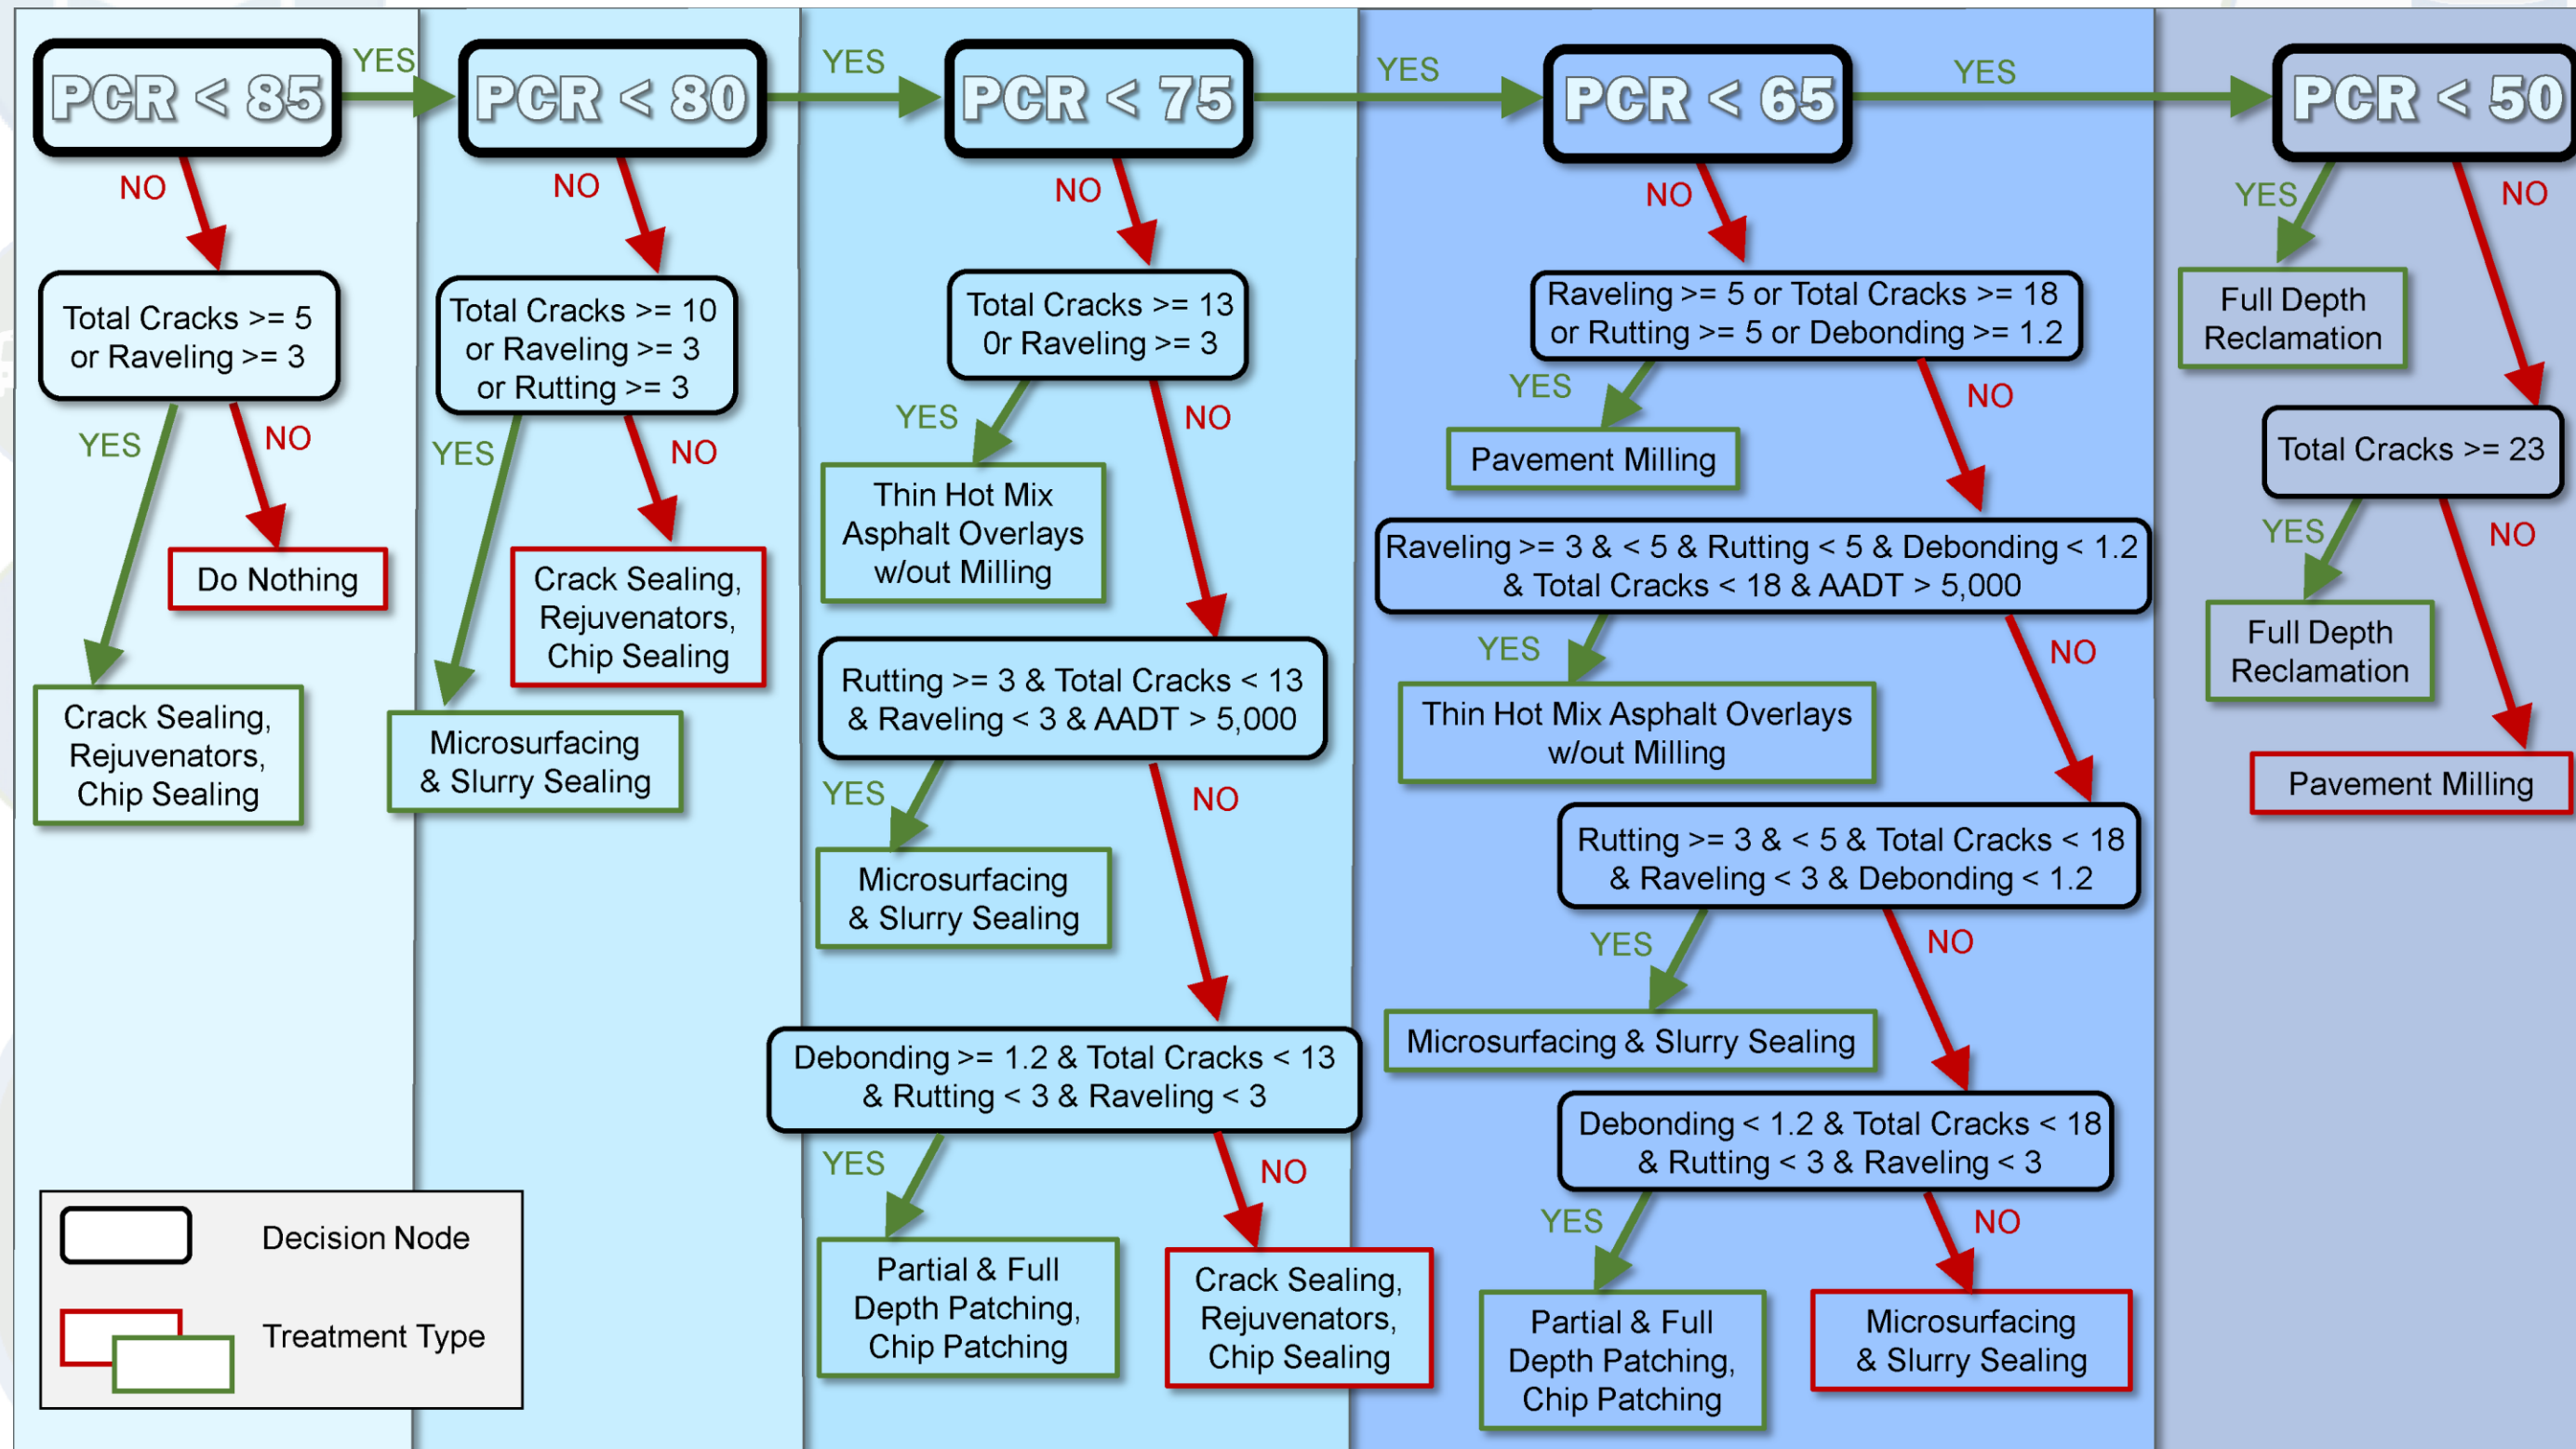 PCR < 85
YES
PCR < 80
YES
PCR < 75
YES
PCR < 65
YES
PCR < 50
NO
Total Cracks >= 5
or Raveling >= 3
YES
NO
Do Nothing
Crack Sealing,
Rejuvenators,
Chip Sealing
NO
Total Cracks >= 10
or Raveling >= 3
or Rutting >= 3
YES
NO
Crack Sealing,
Rejuvenators,
Chip Sealing
Microsurfacing
& Slurry Sealing
NO
Total Cracks >= 13
0r Raveling >= 3
YES
NO
Thin Hot Mix
Asphalt Overlays
w/out Milling
Rutting >= 3 & Total Cracks < 13
& Raveling < 3 & AADT > 5,000
YES
NO
Microsurfacing
& Slurry Sealing
Debonding >= 1.2 & Total Cracks < 13
& Rutting < 3 & Raveling < 3
YES
NO
Partial & Full
Depth Patching,
Chip Patching
Crack Sealing,
Rejuvenators,
Chip Sealing
NO
Raveling >= 5 or Total Cracks >= 18
or Rutting >= 5 or Debonding >= 1.2
YES
NO
Pavement Milling
Raveling >= 3 & < 5 & Rutting < 5 & Debonding < 1.2
& Total Cracks < 18 & AADT > 5,000
YES
NO
Thin Hot Mix Asphalt Overlays
w/out Milling
Rutting >= 3 & < 5 & Total Cracks < 18
& Raveling < 3 & Debonding < 1.2
YES
NO
Microsurfacing & Slurry Sealing
Debonding < 1.2 & Total Cracks < 18
& Rutting < 3 & Raveling < 3
YES
NO
Partial & Full
Depth Patching,
Chip Patching
Microsurfacing
& Slurry Sealing
YES
NO
Full Depth
Reclamation
Total Cracks >= 23
YES
NO
Full Depth
Reclamation
Pavement Milling
Decision Node
Treatment Type